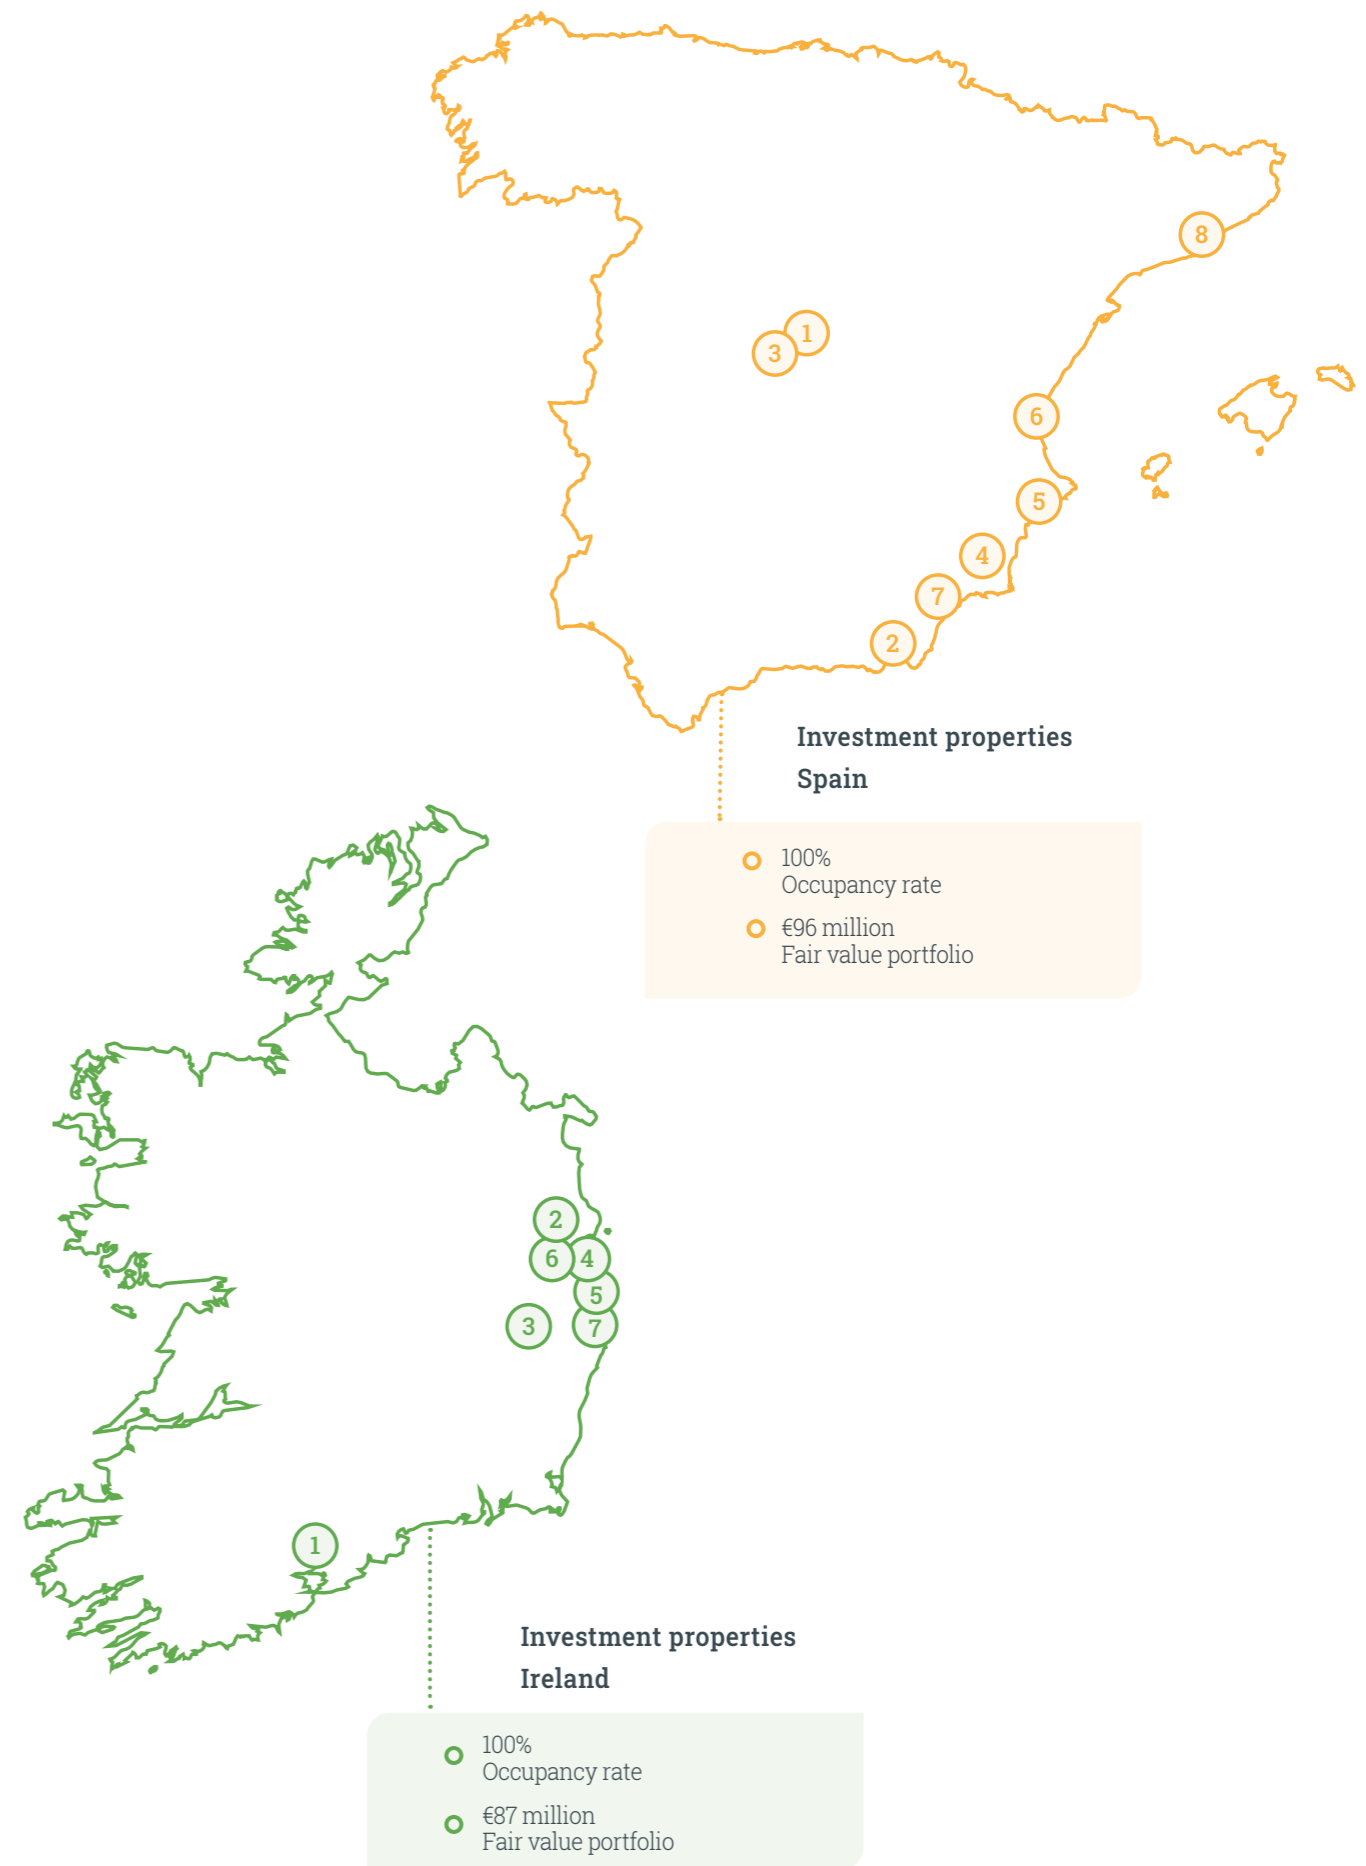 8
1
3
6
5
4
7
2
Investment properties
Spain
100%
Occupancy rate
€96 million
Fair value portfolio
2
6
4
5
3
7
1
Investment properties
Ireland
100%
Occupancy rate
€87 million
Fair value portfolio